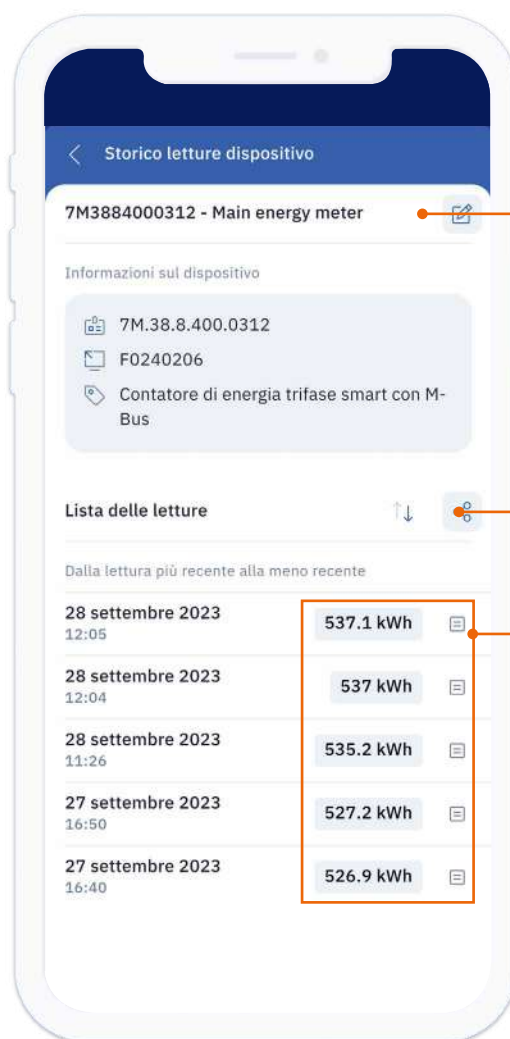 Storico letture dispositivo
7M3884000312 - Main energy meter
Informazioni sul dispositivo
7M.38.8.400.0312
F0240206
Contatore di energia trifase smart con M-
Bus
Lista delle letture
Dalla lettura più recente alla meno recente
28 settembre 2023
12:05
537.1 kWh
28 settembre 2023
12:04
537 kWh
28 settembre 2023
11:26
535.2 kWh
27 settembre 2023
16:50
527.2 kWh
27 settembre 2023
16:40
526.9 kWh